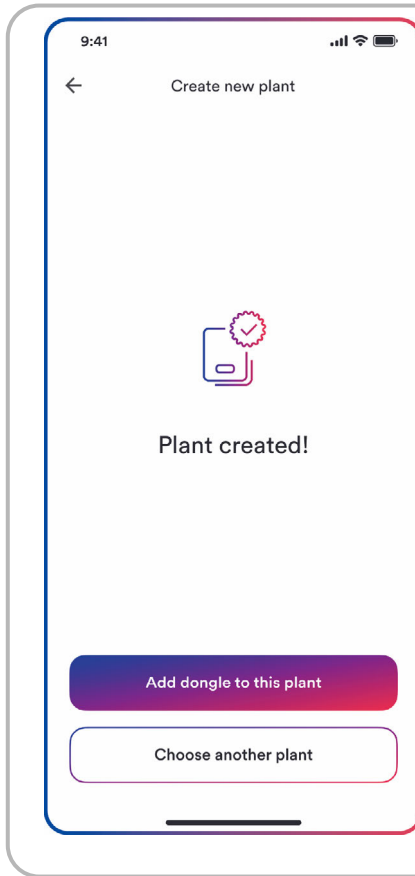 9:41
Create new plant
Plant created!
Add dongle to this plant
Choose another plant